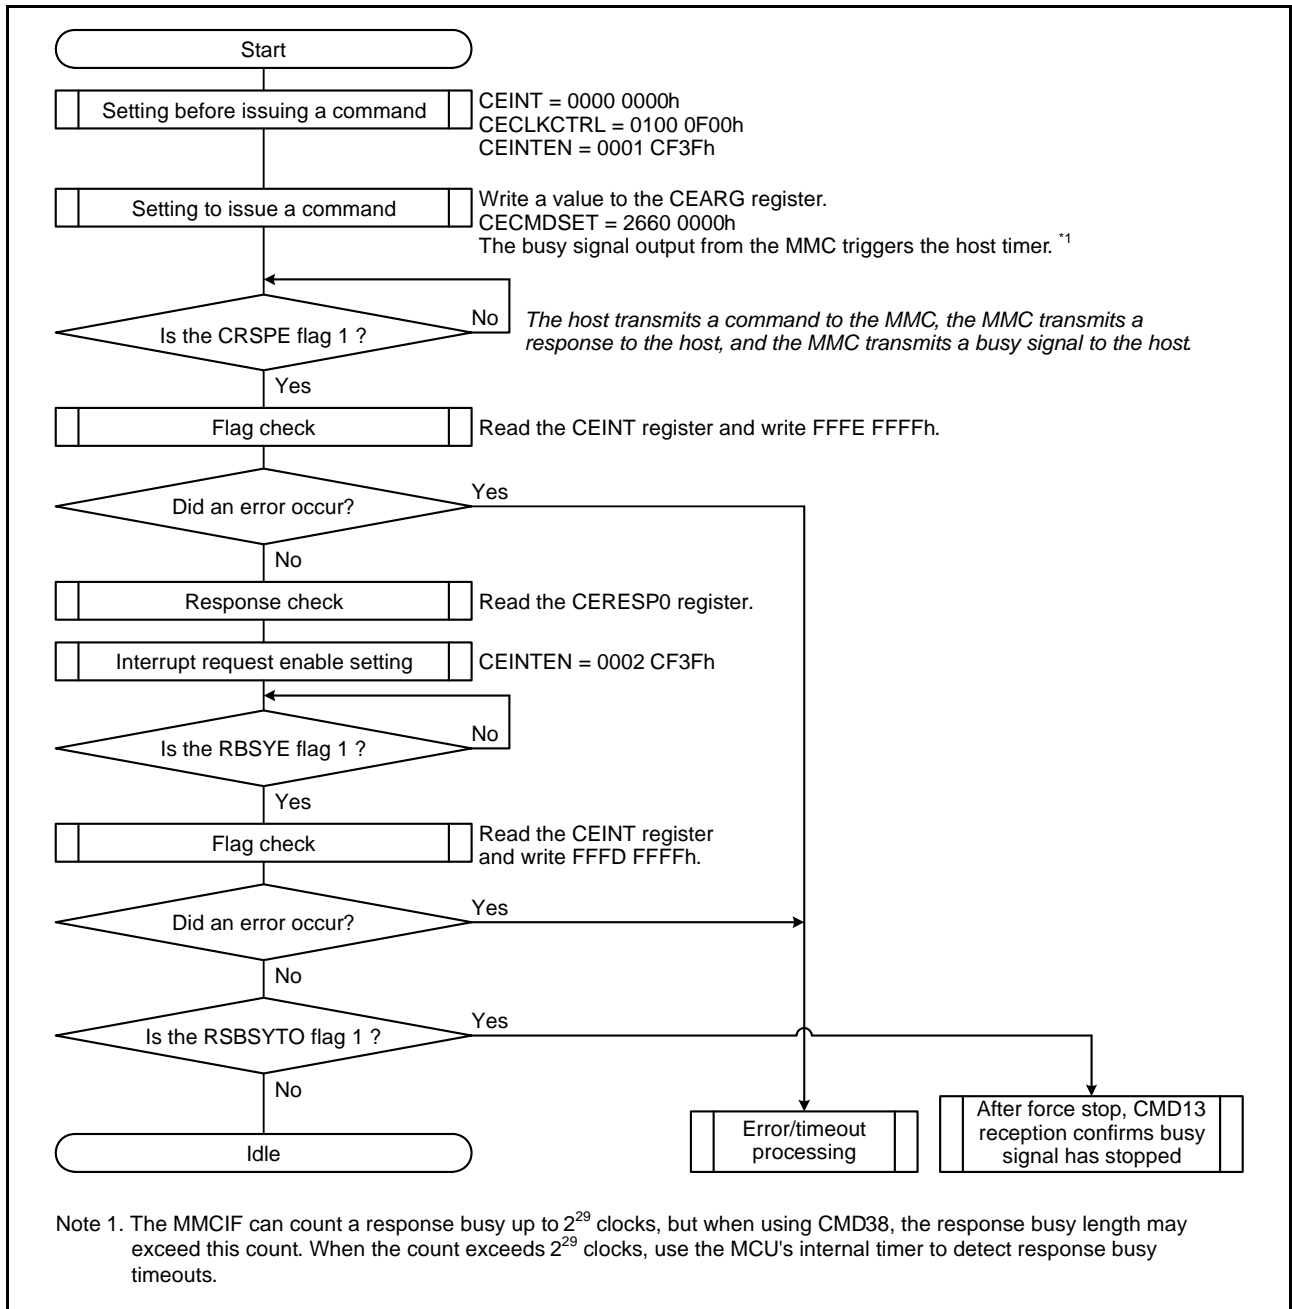 Start
Setting before issuing a command
CEINT = 0000 0000h
CECLKCTRL = 0100 0F00h
CEINTEN = 0001 CF3Fh
Setting to issue a command
Write a value to the CEARG register.
CECMDSET = 2660 0000h
The busy signal output from the MMC triggers the host timer. *1
Is the CRSPE flag 1 ?
No
The host transmits a command to the MMC, the MMC transmits a
response to the host, and the MMC transmits a busy signal to the host.
Yes
Flag check
Read the CEINT register and write FFFE FFFFh.
Did an error occur?
Yes
No
Response check
Read the CERESP0 register.
Interrupt request enable setting
CEINTEN = 0002 CF3Fh
Is the RBSYE flag 1 ?
No
Yes
Flag check
Read the CEINT register
and write FFFD FFFFh.
Did an error occur?
Yes
No
Is the RSBSYTO flag 1 ?
Yes
No
Idle
Error/timeout
processing
After force stop, CMD13
reception confirms busy
signal has stopped
Note 1. The MMCIF can count a response busy up to 2^29 clocks, but when using CMD38, the response busy length may
exceed this count. When the count exceeds 2^29 clocks, use the MCU's internal timer to detect response busy
timeouts.